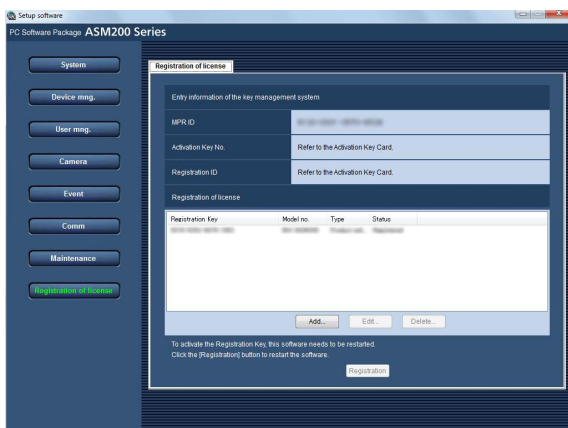 Setup software
PC Software Package ASM200 Series
System
Device mng.
User mng.
Camera
Event
Comm
Maintenance
Registration of license
Registration of license
Entry information of the key management system
MPR ID
Activation Key No. Refer to the Activation Key Card.
Registration ID Refer to the Activation Key Card.
Registration of license
Registration Key Model no. Type Status
Add... Edit... Delete...
To activate the Registration Key, this software needs to be restarted.
Click the [Registration] button to restart the software.
Registration